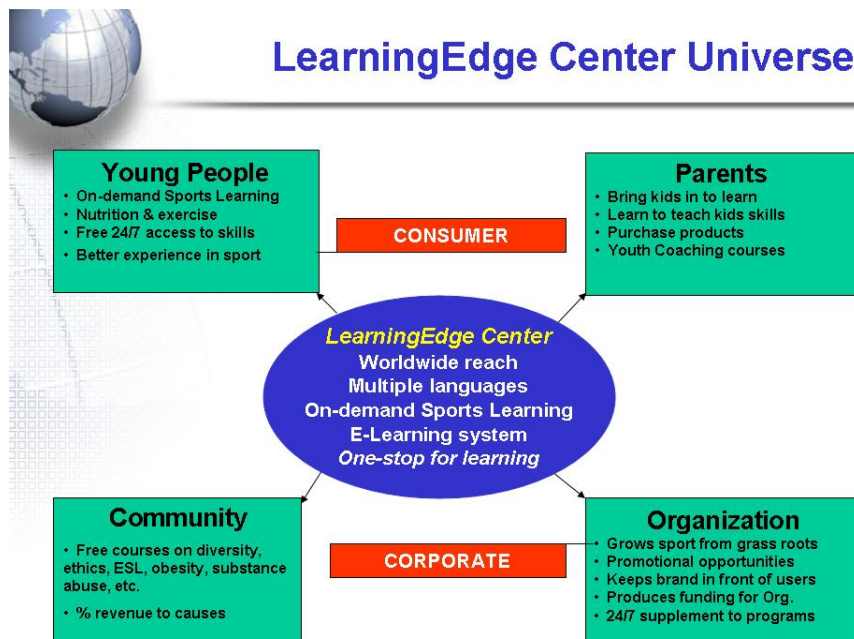 LearningEdge Center Universe
Young People
• On-demand Sports Learning
• Nutrition & exercise
• Free 24/7 access to skills
• Better experience in sport
CONSUMER
Parents
• Bring kids in to learn
• Learn to teach kids skills
• Purchase products
• Youth Coaching courses
LearningEdge Center
Worldwide reach
Multiple languages
On-demand Sports Learning
E-Learning system
One-stop for learning
Community
• Free courses on diversity,
ethics, ESL, obesity, substance
abuse, etc.
• % revenue to causes
CORPORATE
Organization
• Grows sport from grass roots
• Promotional opportunities
• Keeps brand in front of users
• Produces funding for Org.
• 24/7 supplement to programs